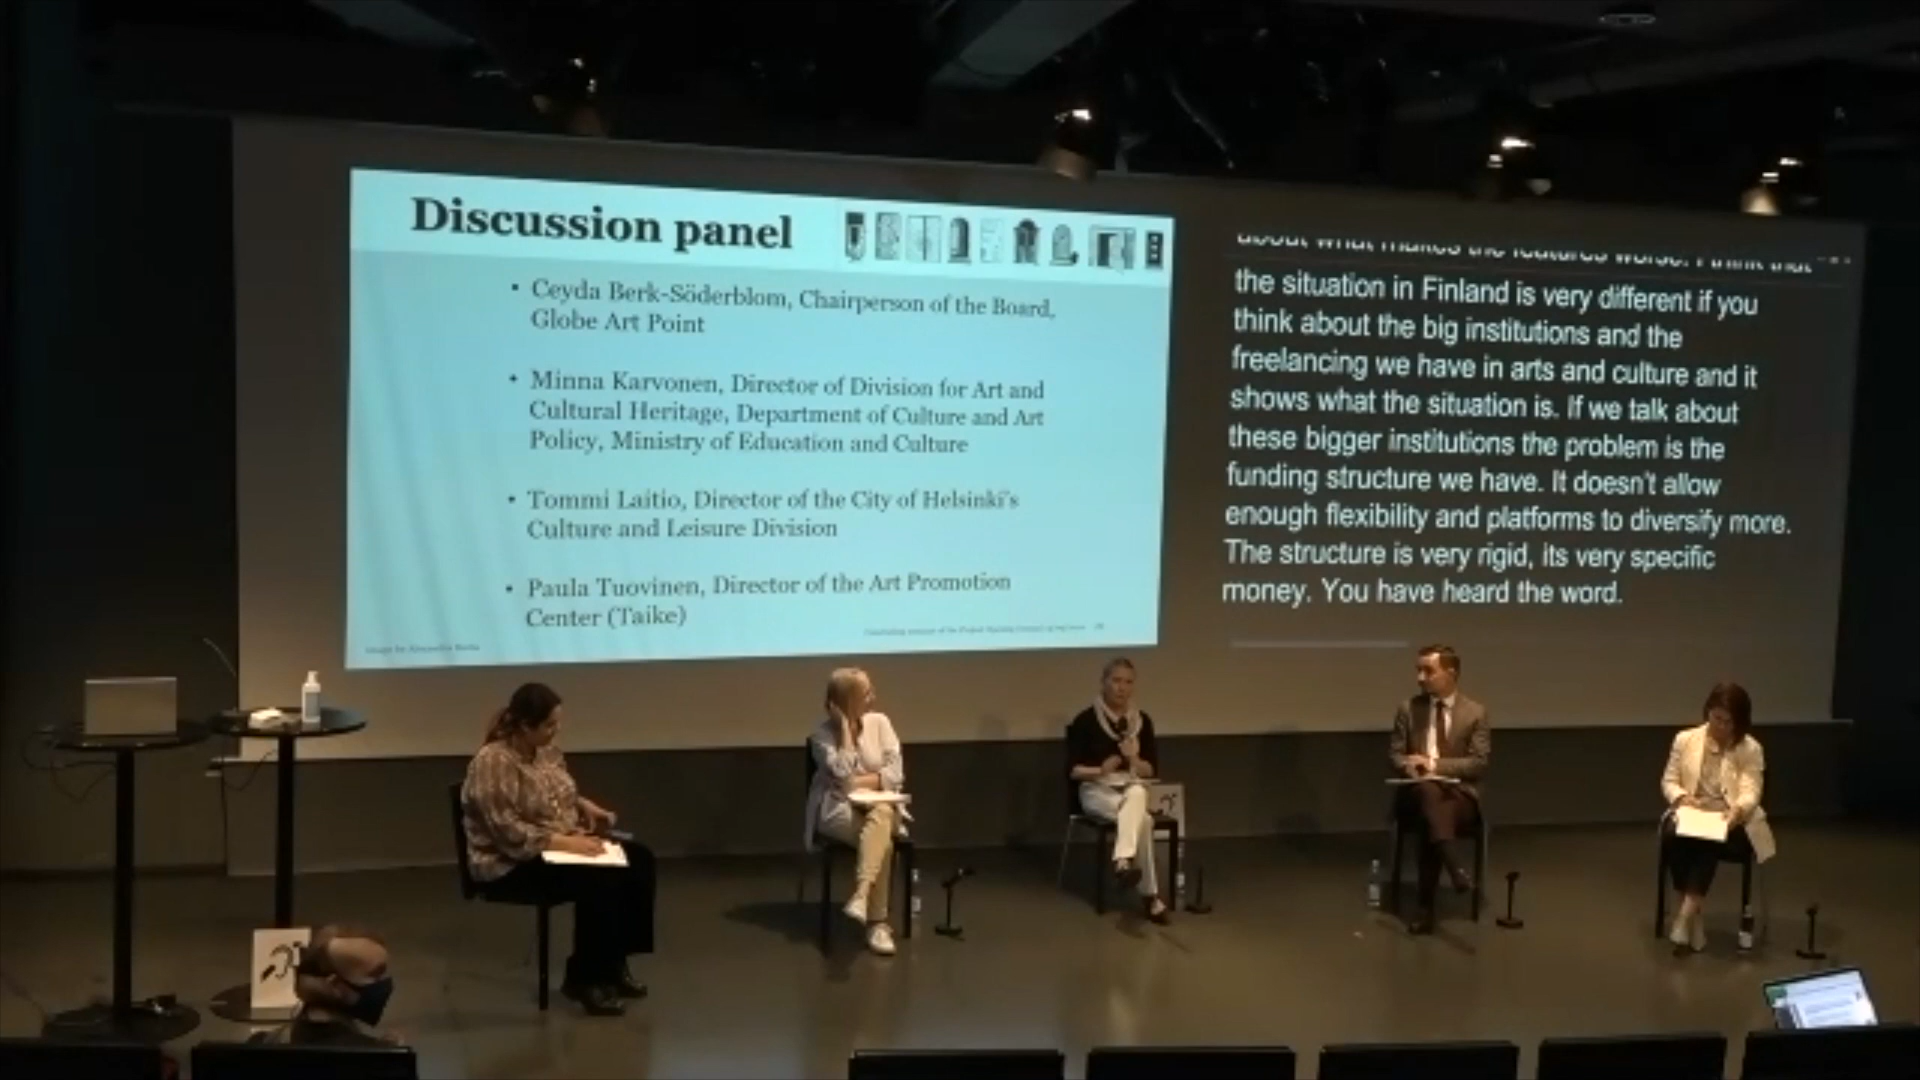 Discussion panel
• Ceyda Berk-Söderblom, Chairperson of the Board,
Globe Art Point
• Minna Karvonen, Director of Division for Art and
Cultural Heritage, Department of Culture and Art
Policy, Ministry of Education and Culture
• Tommi Laitio, Director of the City of Helsinki's
Culture and Leisure Division
• Paula Tuovinen, Director of the Art Promotion
Center (Taike)
about what makes the
the situation in Finland is very different if you
think about the big institutions and the
freelancing we have in arts and culture and it
shows what the situation is. If we talk about
these bigger institutions the problem is the
funding structure we have. It doesn't allow
enough flexibility and platforms to diversify more.
The structure is very rigid, its very specific
money. You have heard the word.